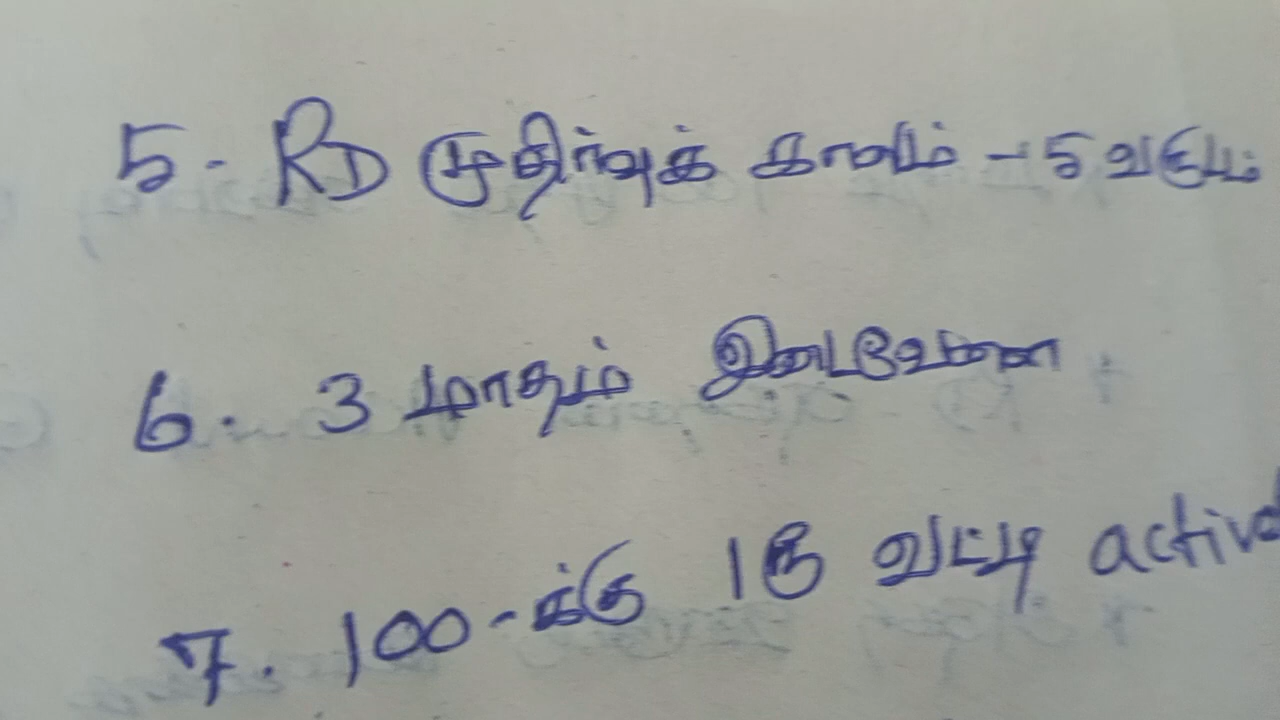 5. RD முதிர்வுக் காலம் - 5 வருடம்
6. 3 மாதம் இடைவேளை
7. 100-க்கு 1ரூ வட்டி